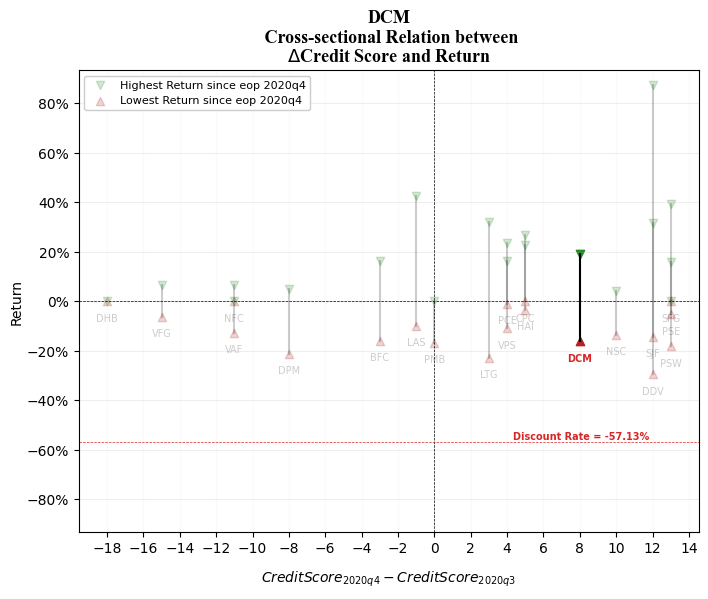 DCM
Cross-sectional Relation between
ΔCredit Score and Return
Highest Return since eop 2020q4
Lowest Return since eop 2020q4
Return
80%
60%
40%
20%
0%
−20%
−40%
−60%
−80%
DHB
VFG
NFC
VAF
DPM
BFC
LAS
PMB
LTG
PCE
VPS
CPC
HAI
DCM
NSC
SJF
DDV
SFG
PSE
PSW
Discount Rate = -57.13%
−18 −16 −14 −12 −10 −8 −6 −4 −2 0 2 4 6 8 10 12 14
CreditScore2020q4 − CreditScore2020q3